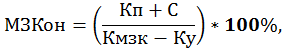 МЗКон = ( (Кп + С) / (Кмзк − Ку) ) * 100%,